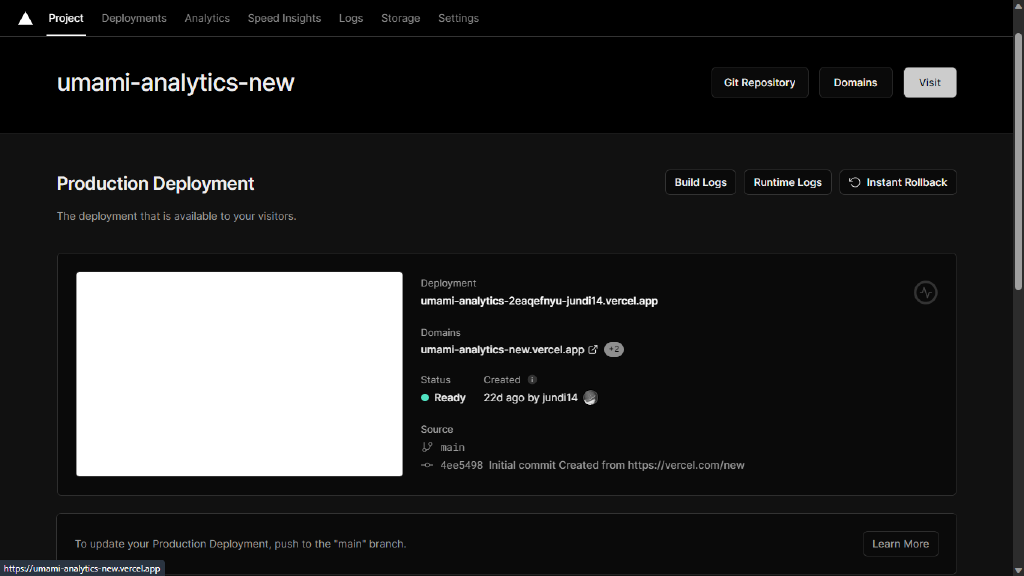 Project Deployments Analytics Speed Insights Logs Storage Settings
umami-analytics-new
Git Repository Domains Visit
Production Deployment
Build Logs Runtime Logs Instant Rollback
The deployment that is available to your visitors.
Deployment
umami-analytics-2eaqefnyu-jundi14.vercel.app
Domains
umami-analytics-new.vercel.app +2
Status Created
Ready 22d ago by jundi14
Source
main
4ee5498 Initial commit Created from https://vercel.com/new
To update your Production Deployment, push to the "main" branch.
Learn More
https://umami-analytics-new.vercel.app